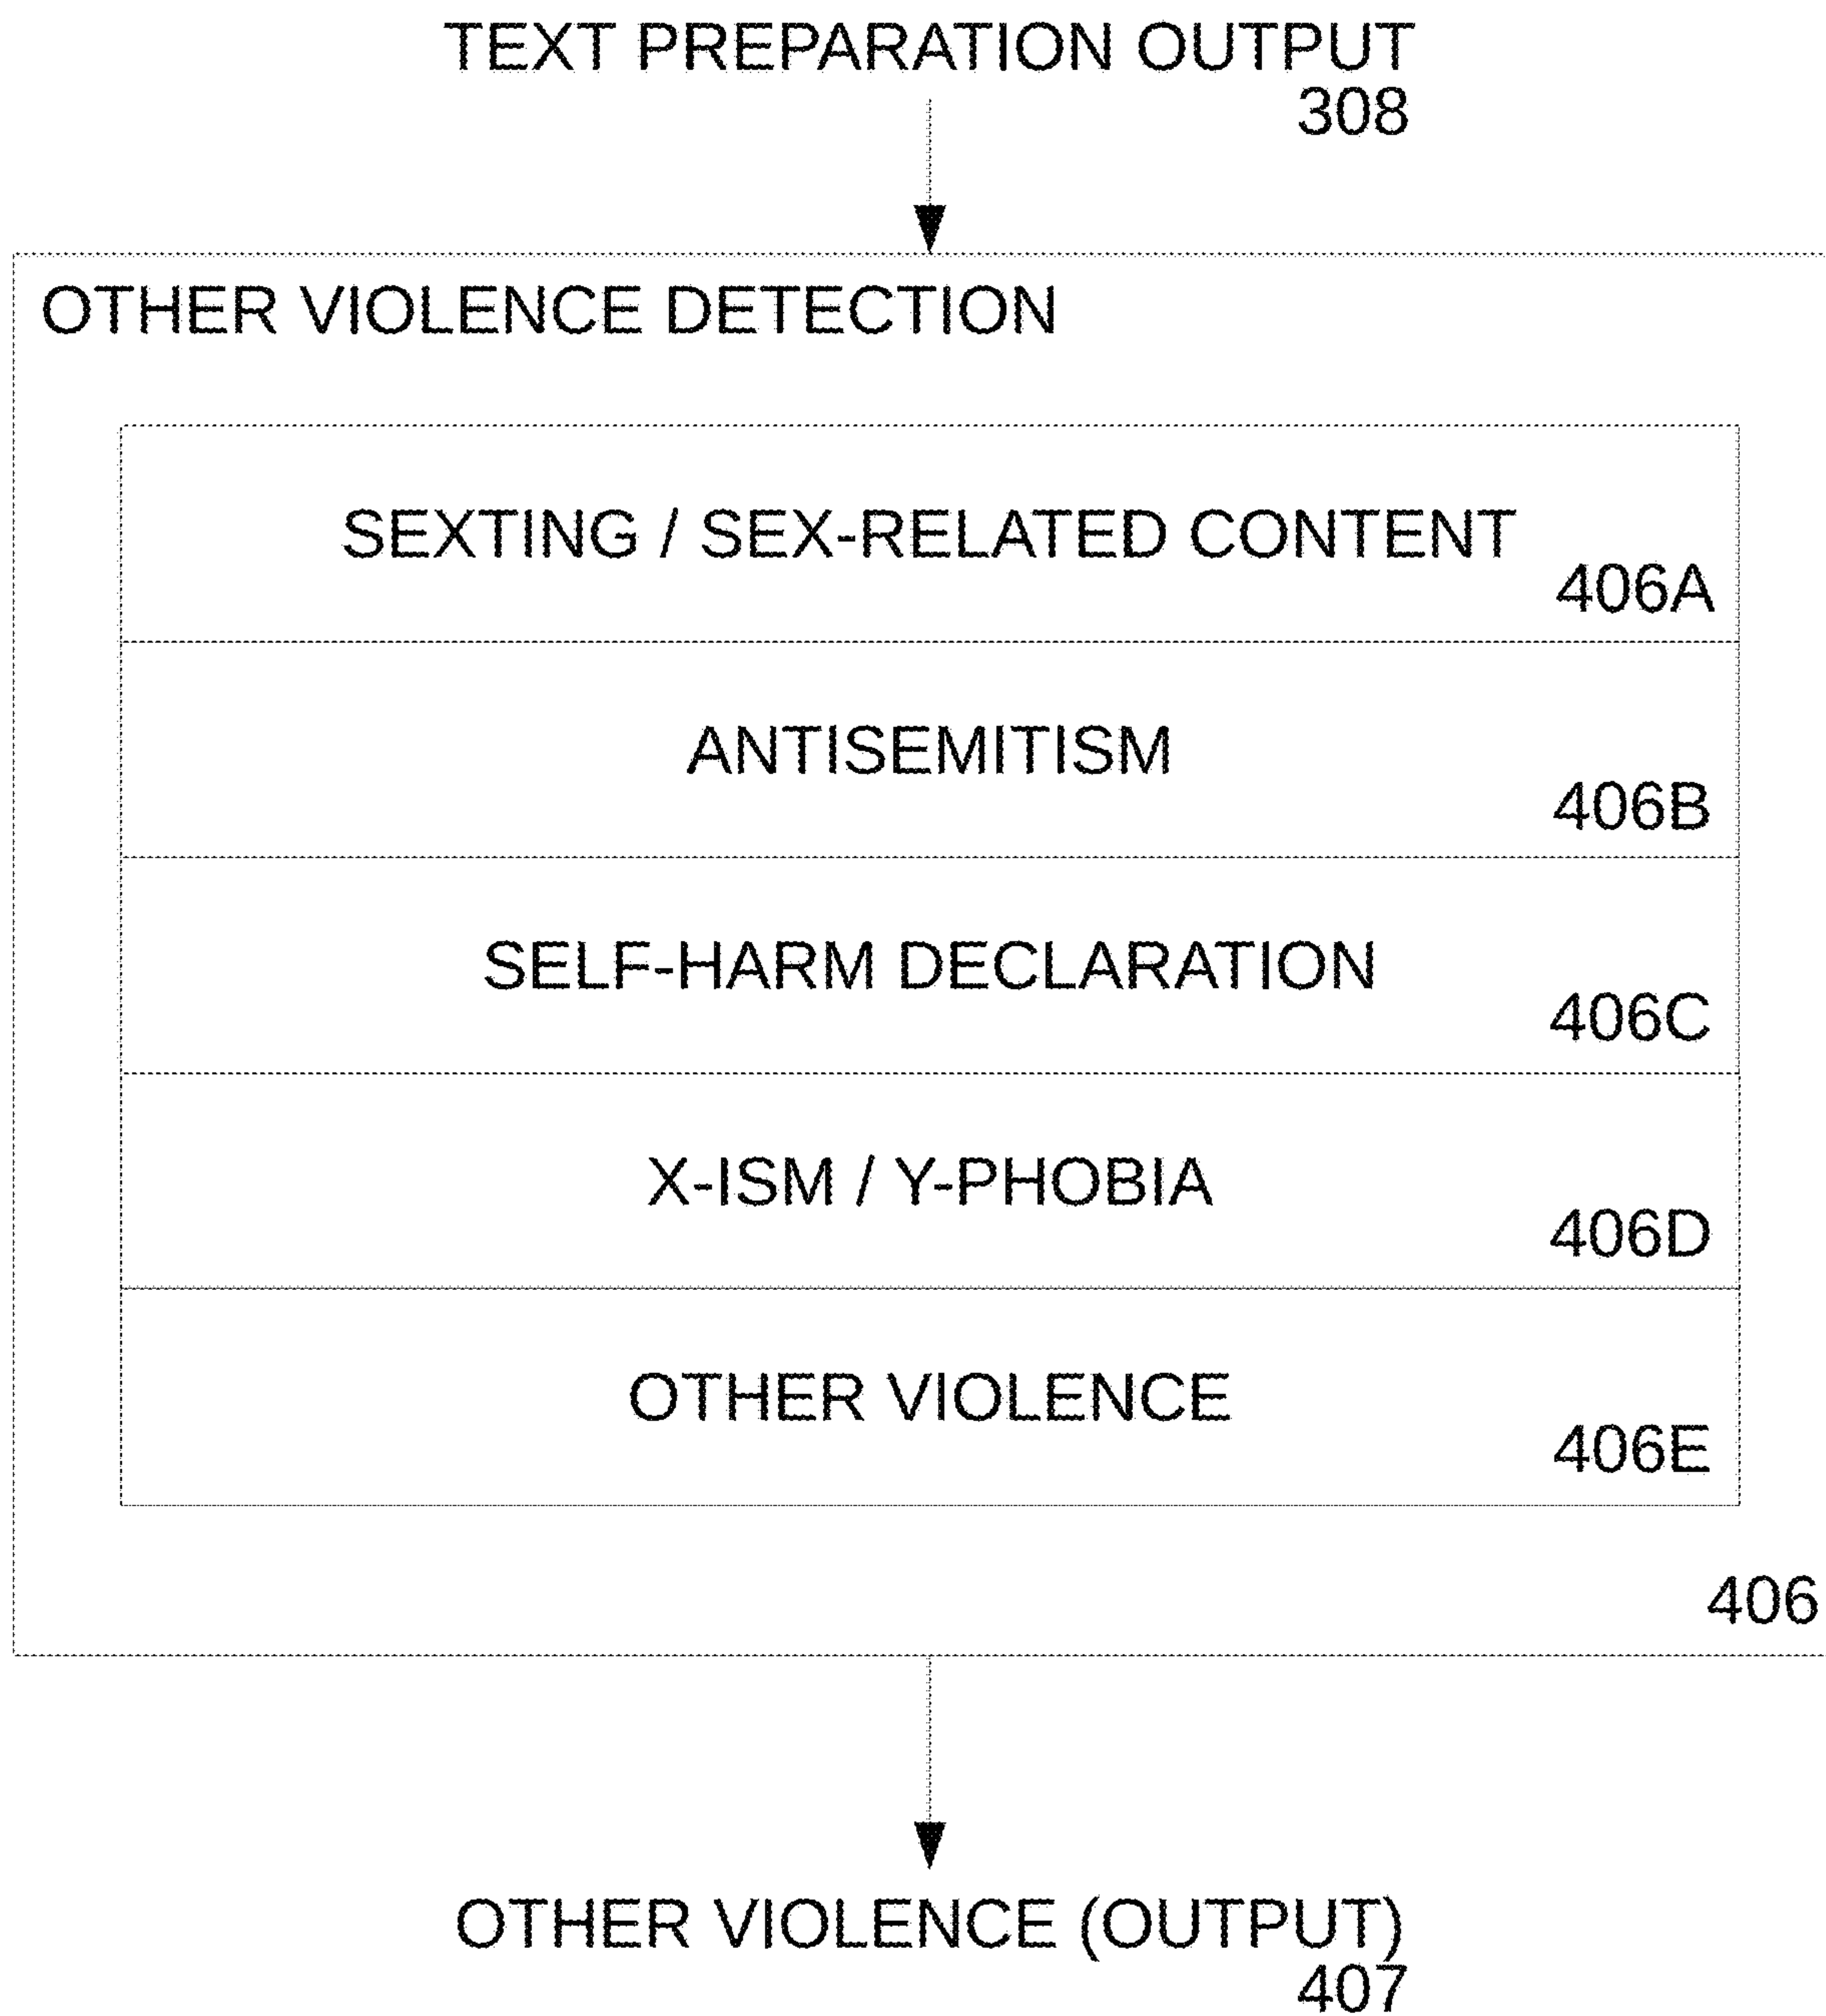 TEXT PREPARATION OUTPUT
308
OTHER VIOLENCE DETECTION
SEXTING / SEX-RELATED CONTENT
406A
ANTISEMITISM
406B
SELF-HARM DECLARATION
406C
X-ISM / Y-PHOBIA
406D
OTHER VIOLENCE
406E
406
OTHER VIOLENCE (OUTPUT)
407